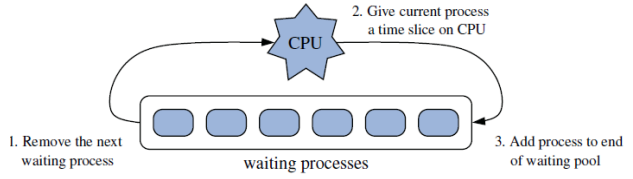 2. Give current process
a time slice on CPU
CPU
1. Remove the next
waiting process
waiting processes
3. Add process to end
of waiting pool